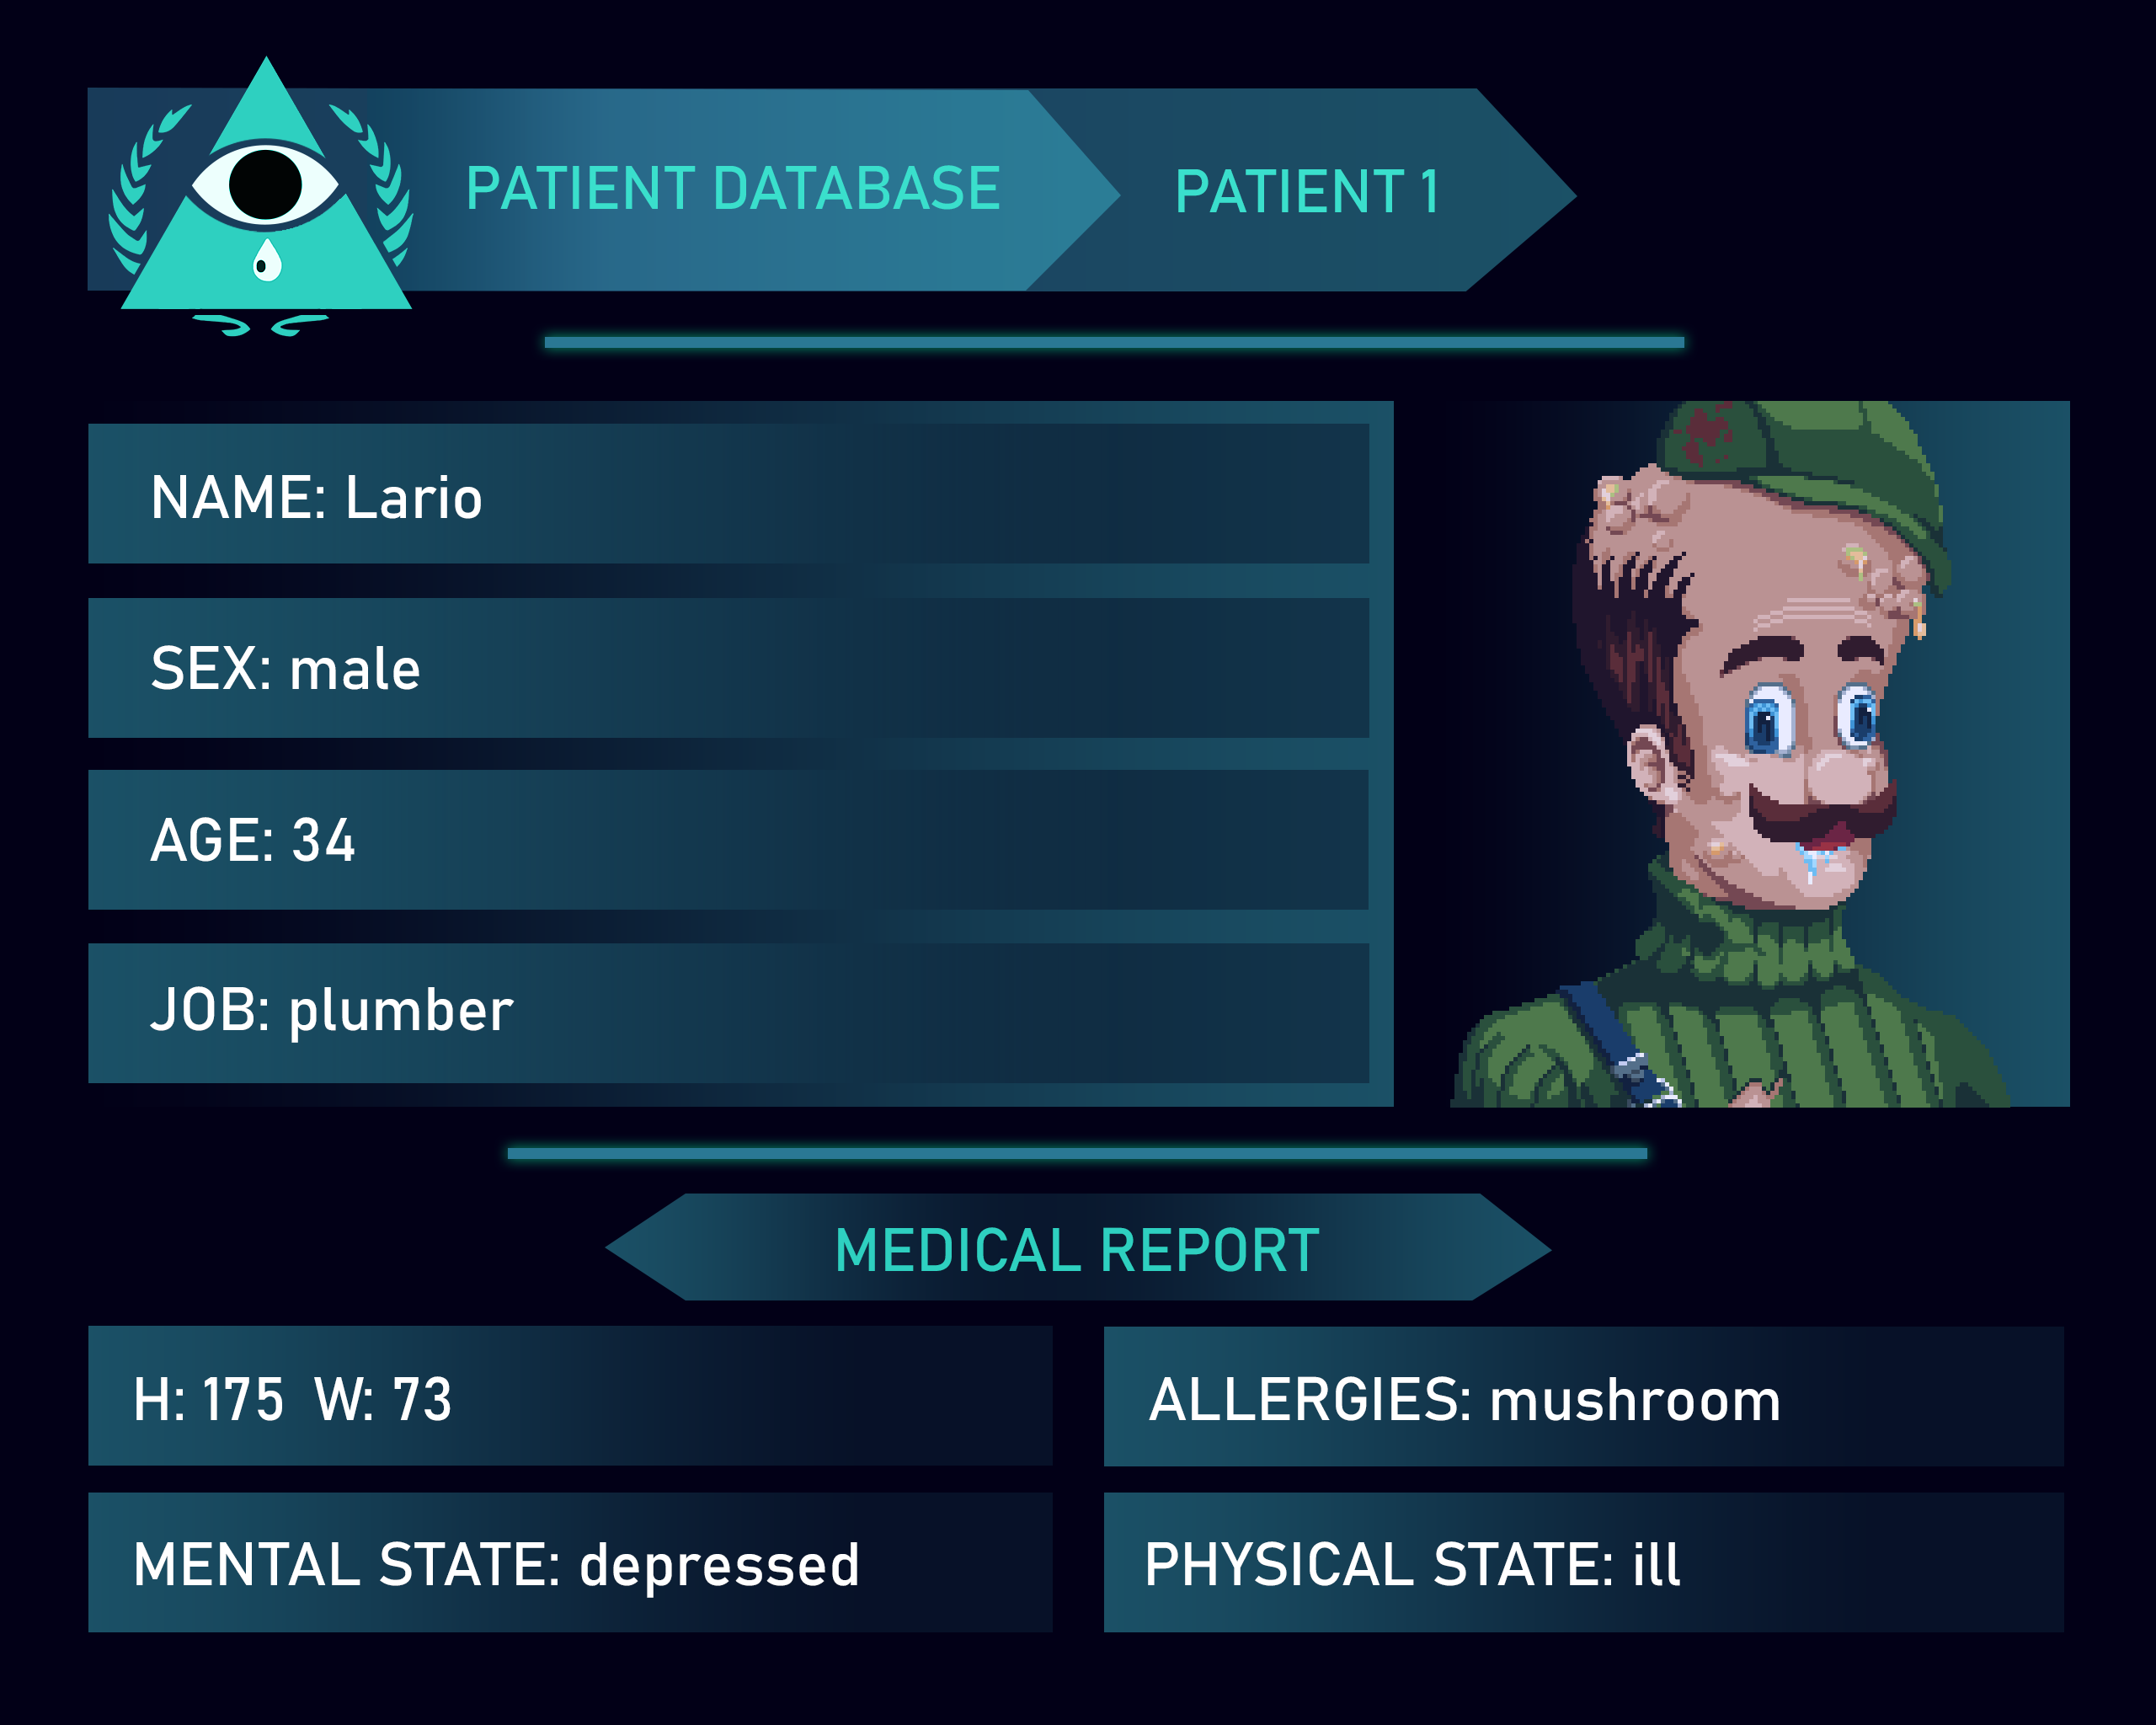 PATIENT DATABASE
PATIENT 1
NAME: Lario
SEX: male
AGE: 34
JOB: plumber
MEDICAL REPORT
H: 175 W: 73
ALLERGIES: mushroom
MENTAL STATE: depressed
PHYSICAL STATE: ill